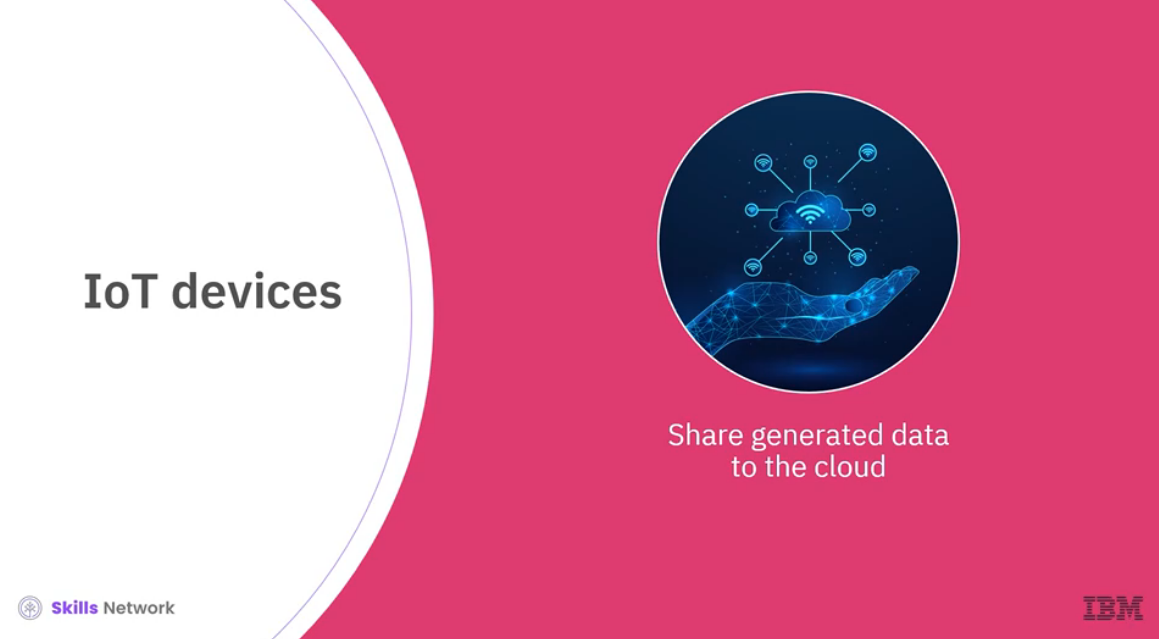 IoT devices
Share generated data
to the cloud
Skills Network
IBM